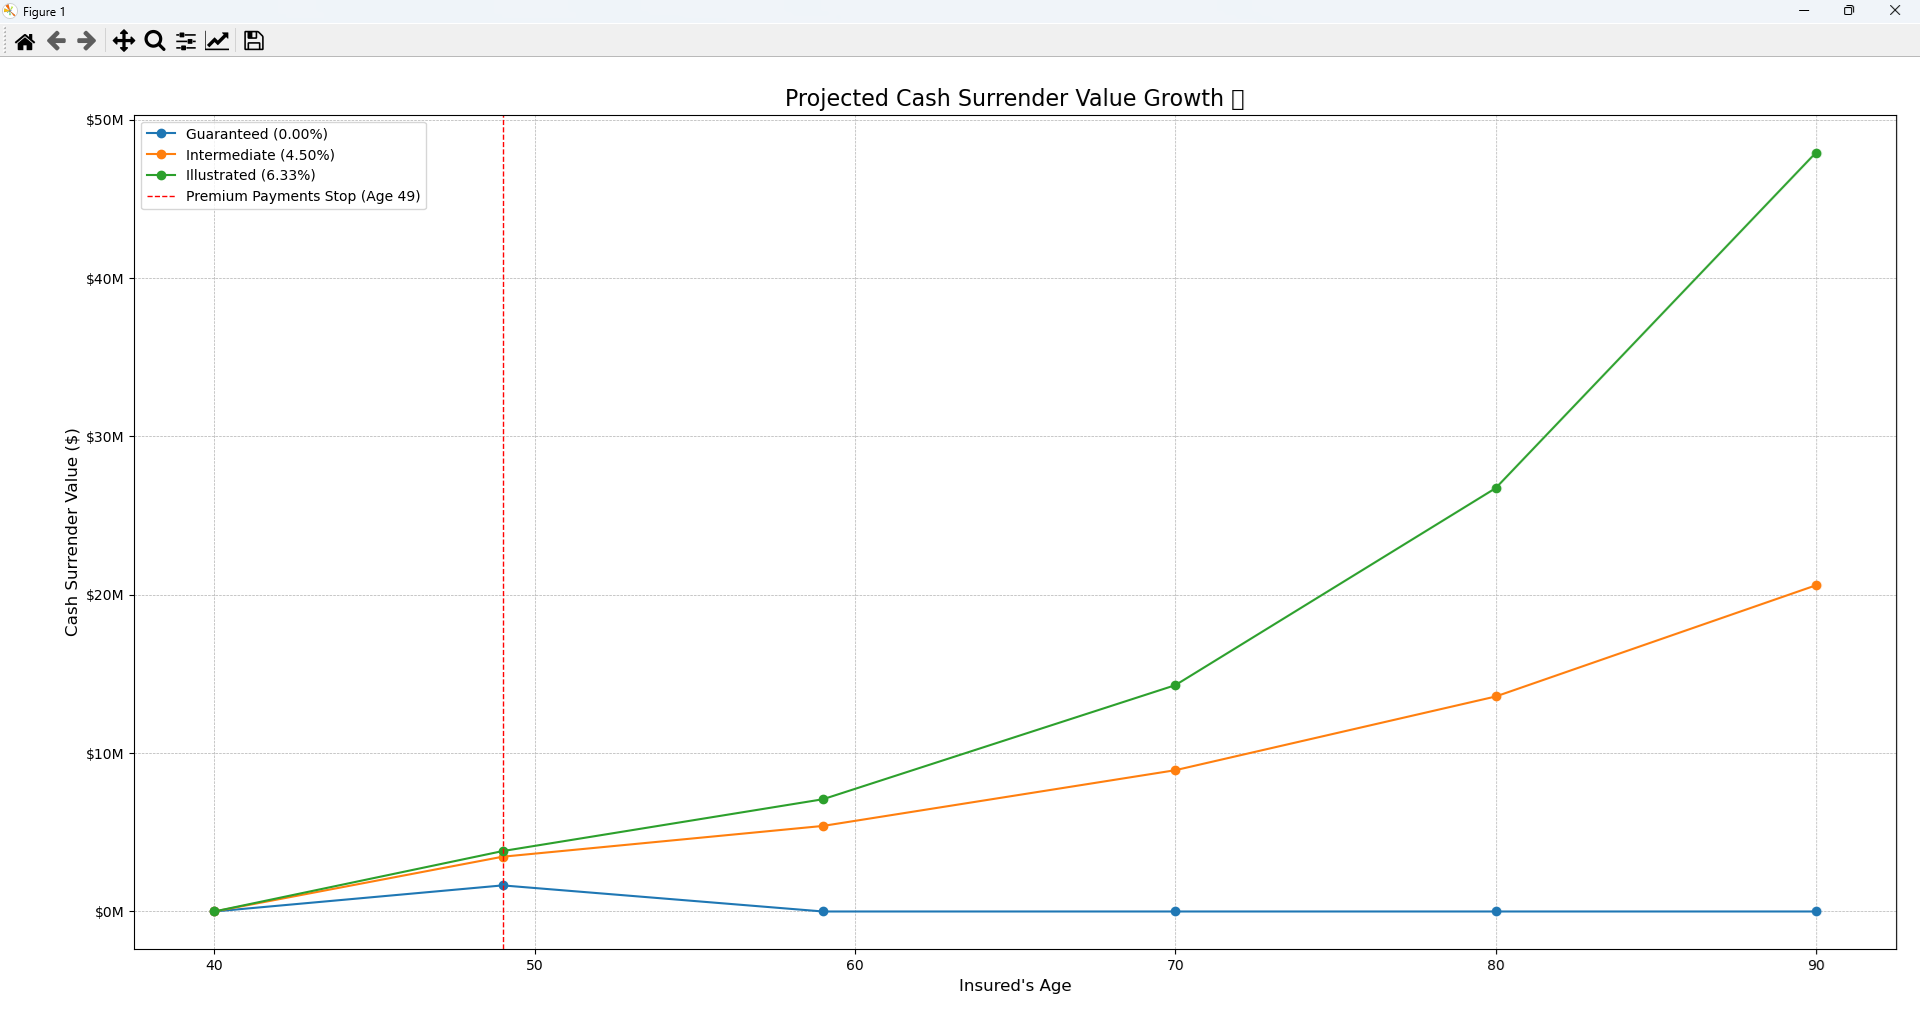 Figure 1
Projected Cash Surrender Value Growth
Guaranteed (0.00%)
Intermediate (4.50%)
Illustrated (6.33%)
Premium Payments Stop (Age 49)
Cash Surrender Value ($)
$50M
$40M
$30M
$20M
$10M
$0M
40 50 60 70 80 90
Insured's Age